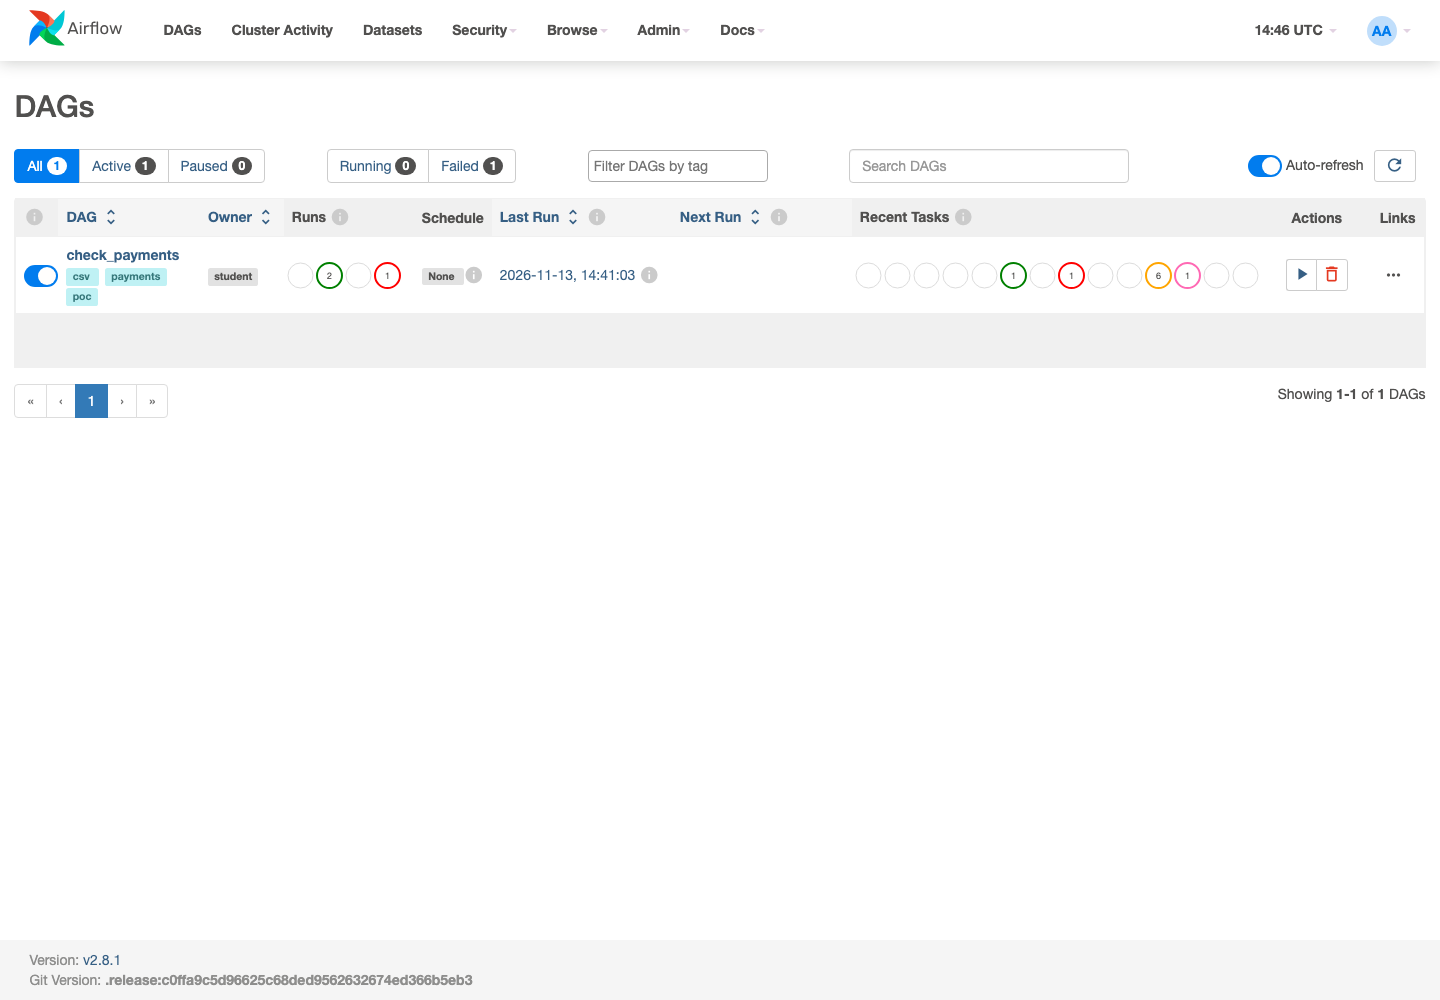 Airflow DAGs Cluster Activity Datasets Security Browse Admin Docs 14:46 UTC AA
DAGs
All 1 Active 1 Paused 0 Running 0 Failed 1 Filter DAGs by tag Search DAGs Auto-refresh
DAG Owner Runs Schedule Last Run Next Run Recent Tasks Actions Links
check_payments
csv payments
poc
student 2 1 None 2026-11-13, 14:41:03 1 1 6 1
« ‹ 1 › »
Showing 1-1 of 1 DAGs
Version: v2.8.1
Git Version: .release:c0ffa9c5d96625c68ded9562632674ed366b5eb3